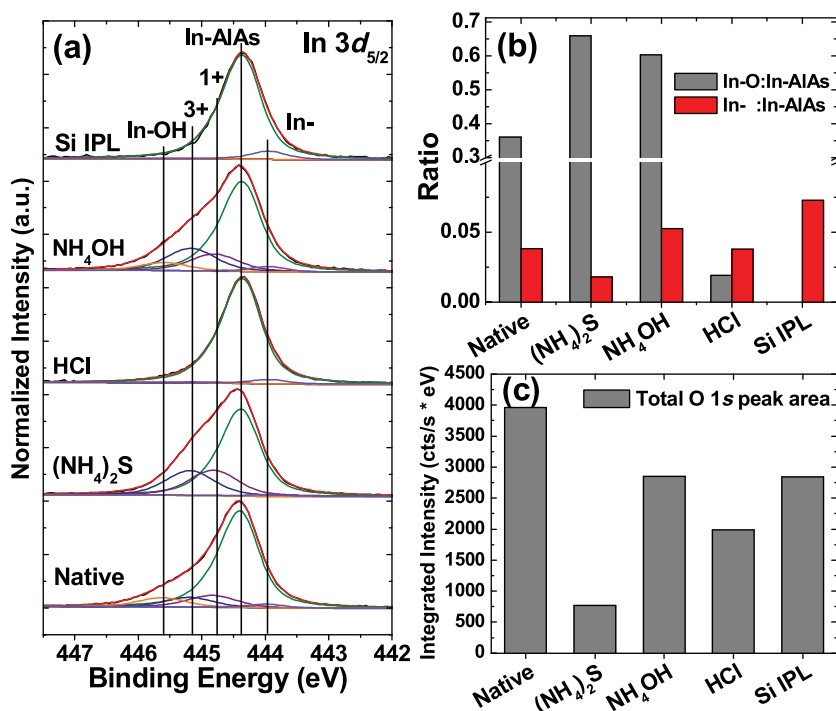 (a)
In-AlAs
In 3d5/2
1+
3+
In-OH
In-
Si IPL
NH4OH
HCl
(NH4)2S
Native
Normalized Intensity (a.u.)
447 446 445 444 443 442
Binding Energy (eV)
(b)
In-O:In-AlAs
In- :In-AlAs
Ratio
0.7
0.6
0.5
0.4
0.3
0.05
0.00
Native (NH4)2S NH4OH HCl Si IPL
(c)
Total O 1s peak area
Integrated Intensity (cts/s * eV)
4500
4000
3500
3000
2500
2000
1500
1000
750
500
250
0
Native (NH4)2S NH4OH HCl Si IPL